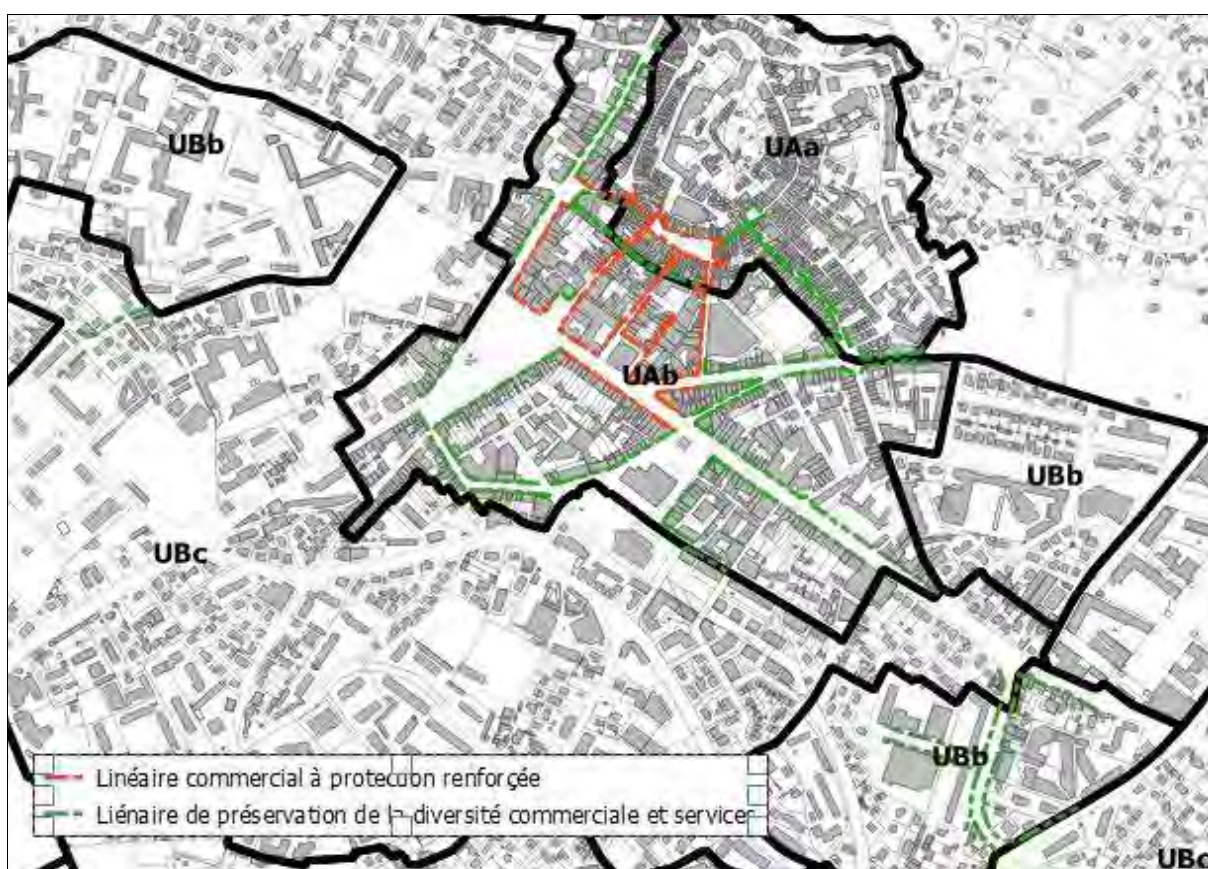 UBb
UAa
UAb
UBb
UBc
UBb
Linéaire commercial à protection renforcée
Liénaire de préservation de la diversité commerciale et service
UBc